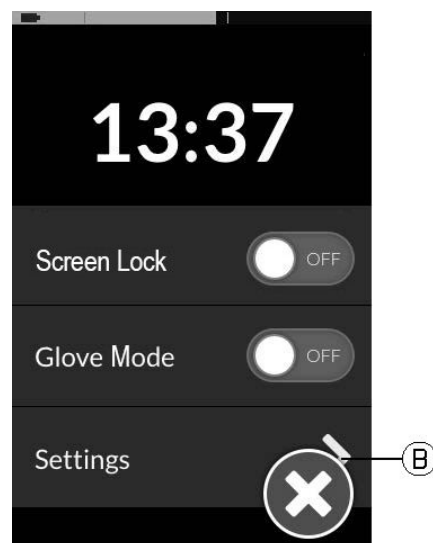 13:37
Screen Lock OFF
Glove Mode OFF
Settings
B